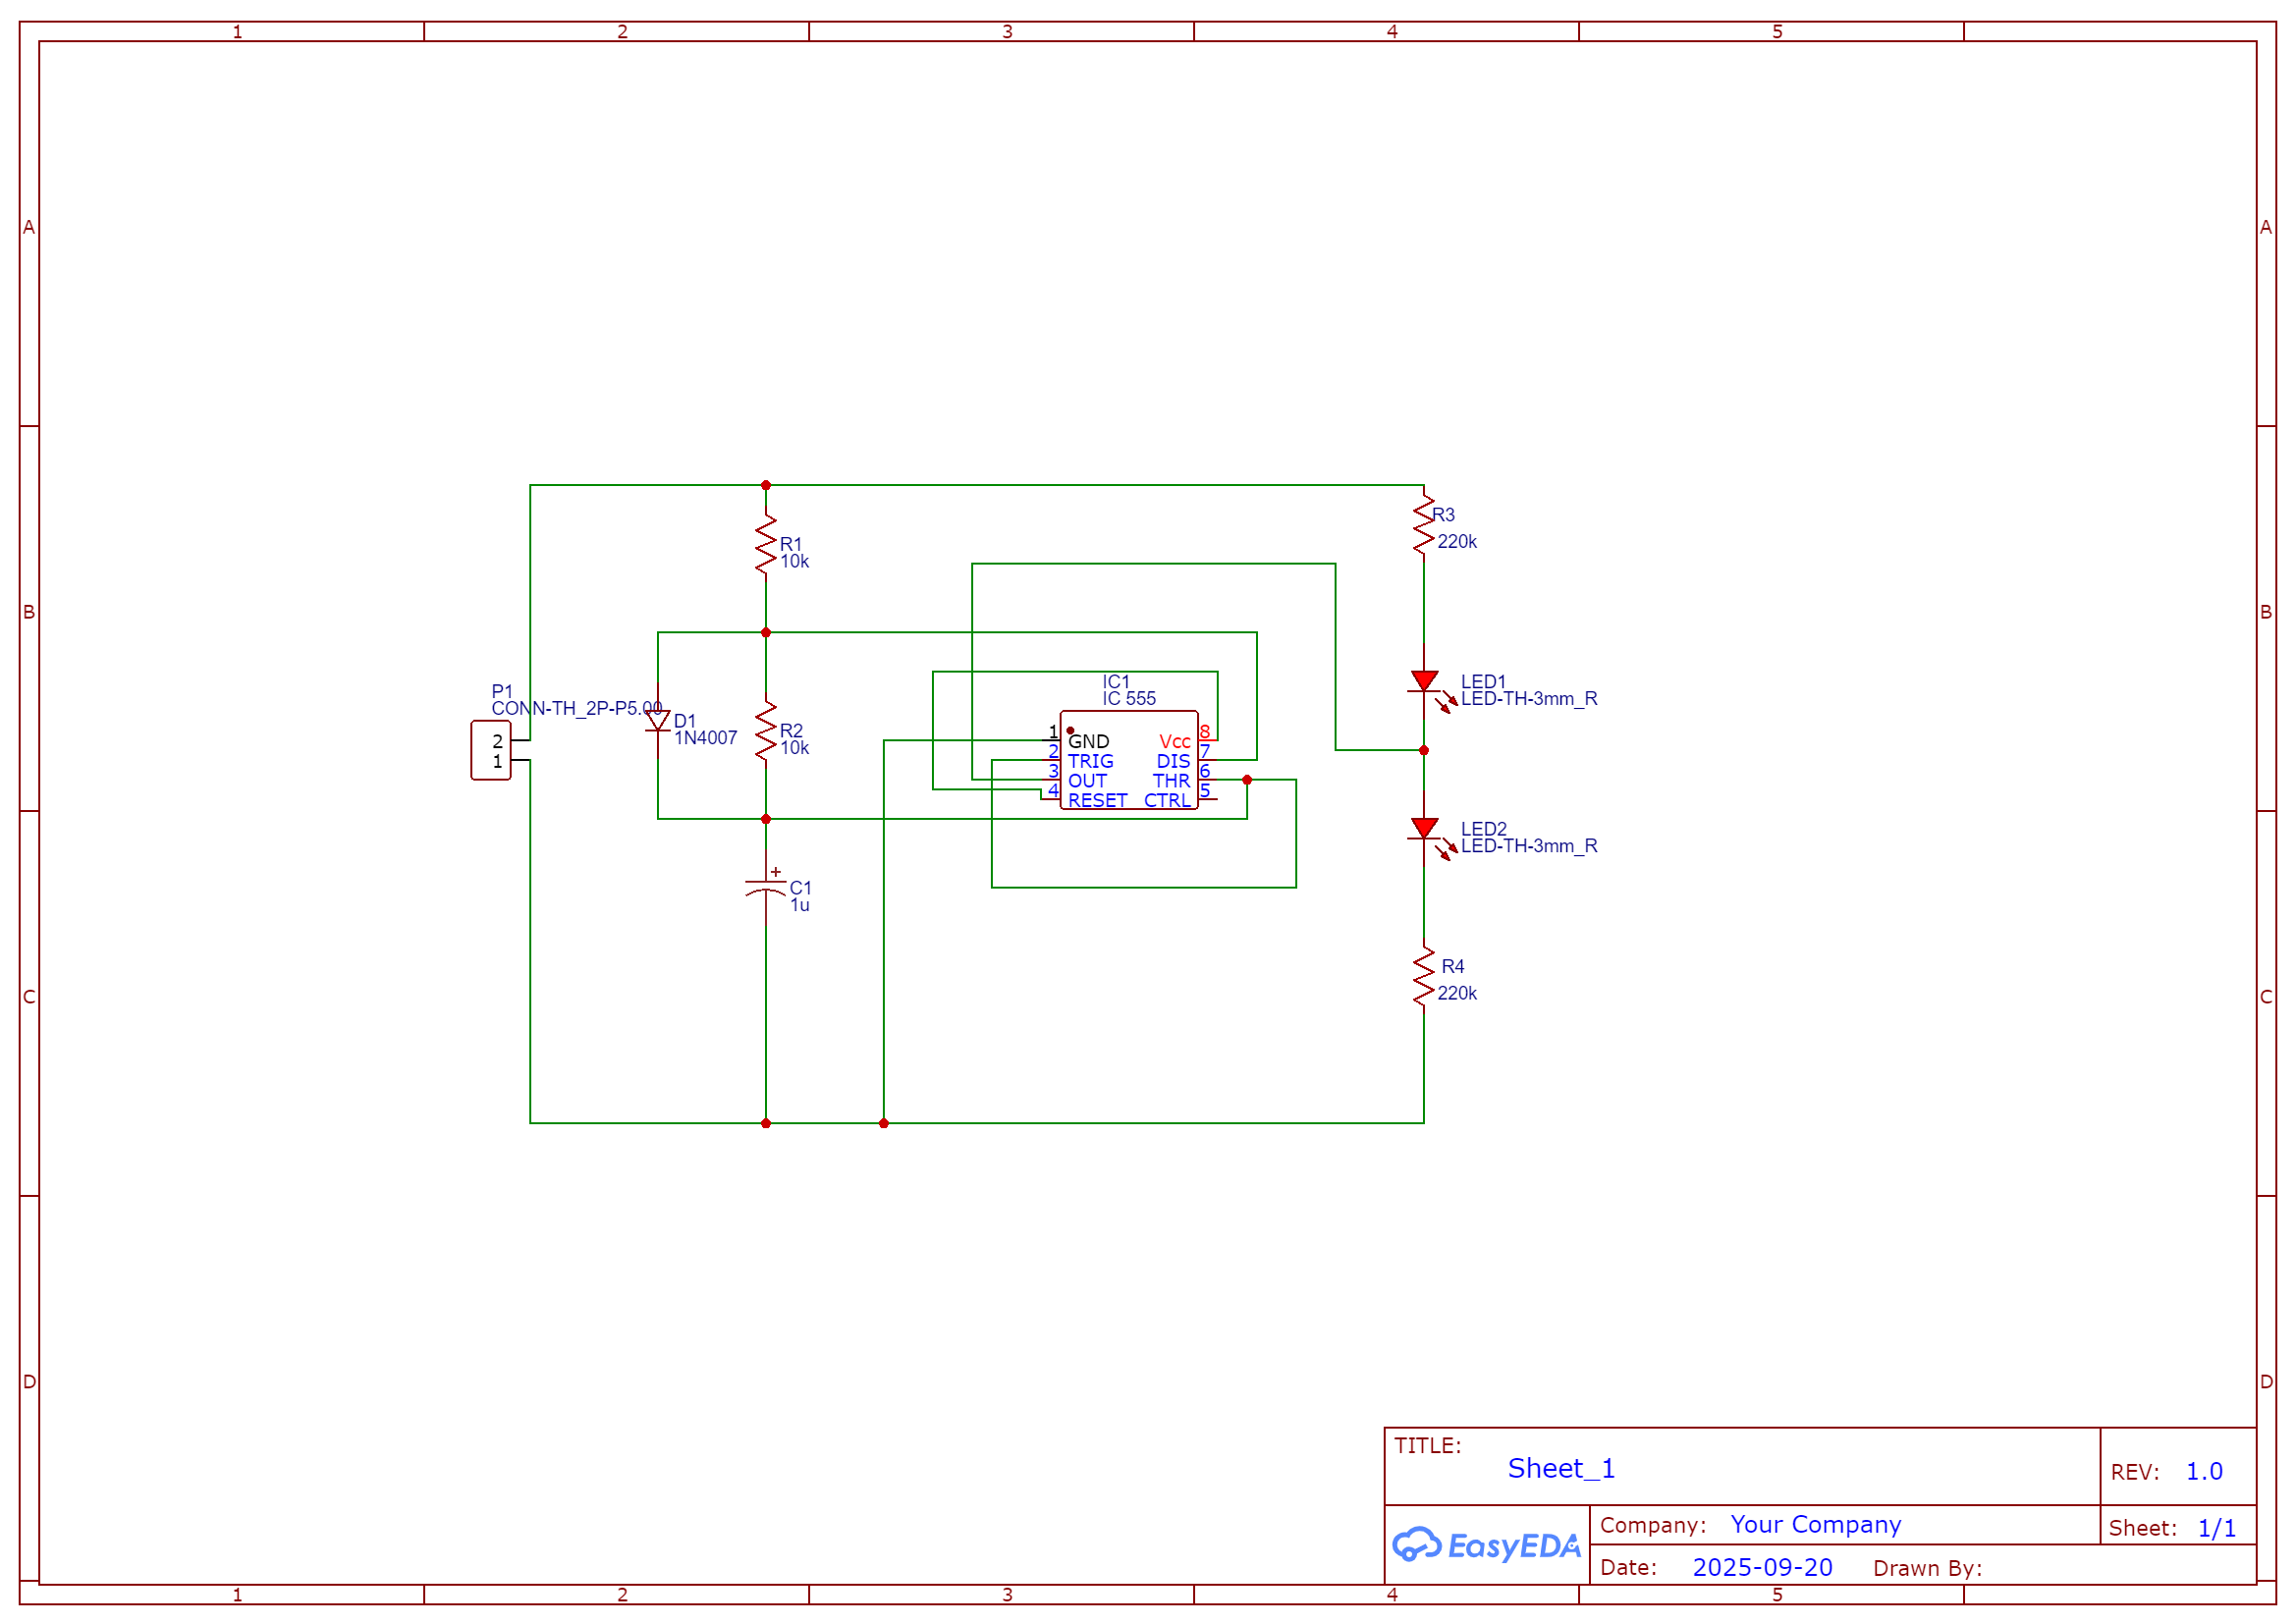 1 2 3 4 5
A A
B B
C C
D D
R1
10k
R3
220k
P1
CONN-TH_2P-P5.00
2
1
D1
1N4007
R2
10k
IC1
IC 555
1 GND Vcc 8
2 TRIG DIS 7
3 OUT THR 6
4 RESET CTRL 5
LED1
LED-TH-3mm_R
LED2
LED-TH-3mm_R
+
C1
1u
R4
220k
TITLE:
Sheet_1
REV: 1.0
EasyEDA
Company: Your Company
Sheet: 1/1
Date: 2025-09-20 Drawn By:
1 2 3 4 5